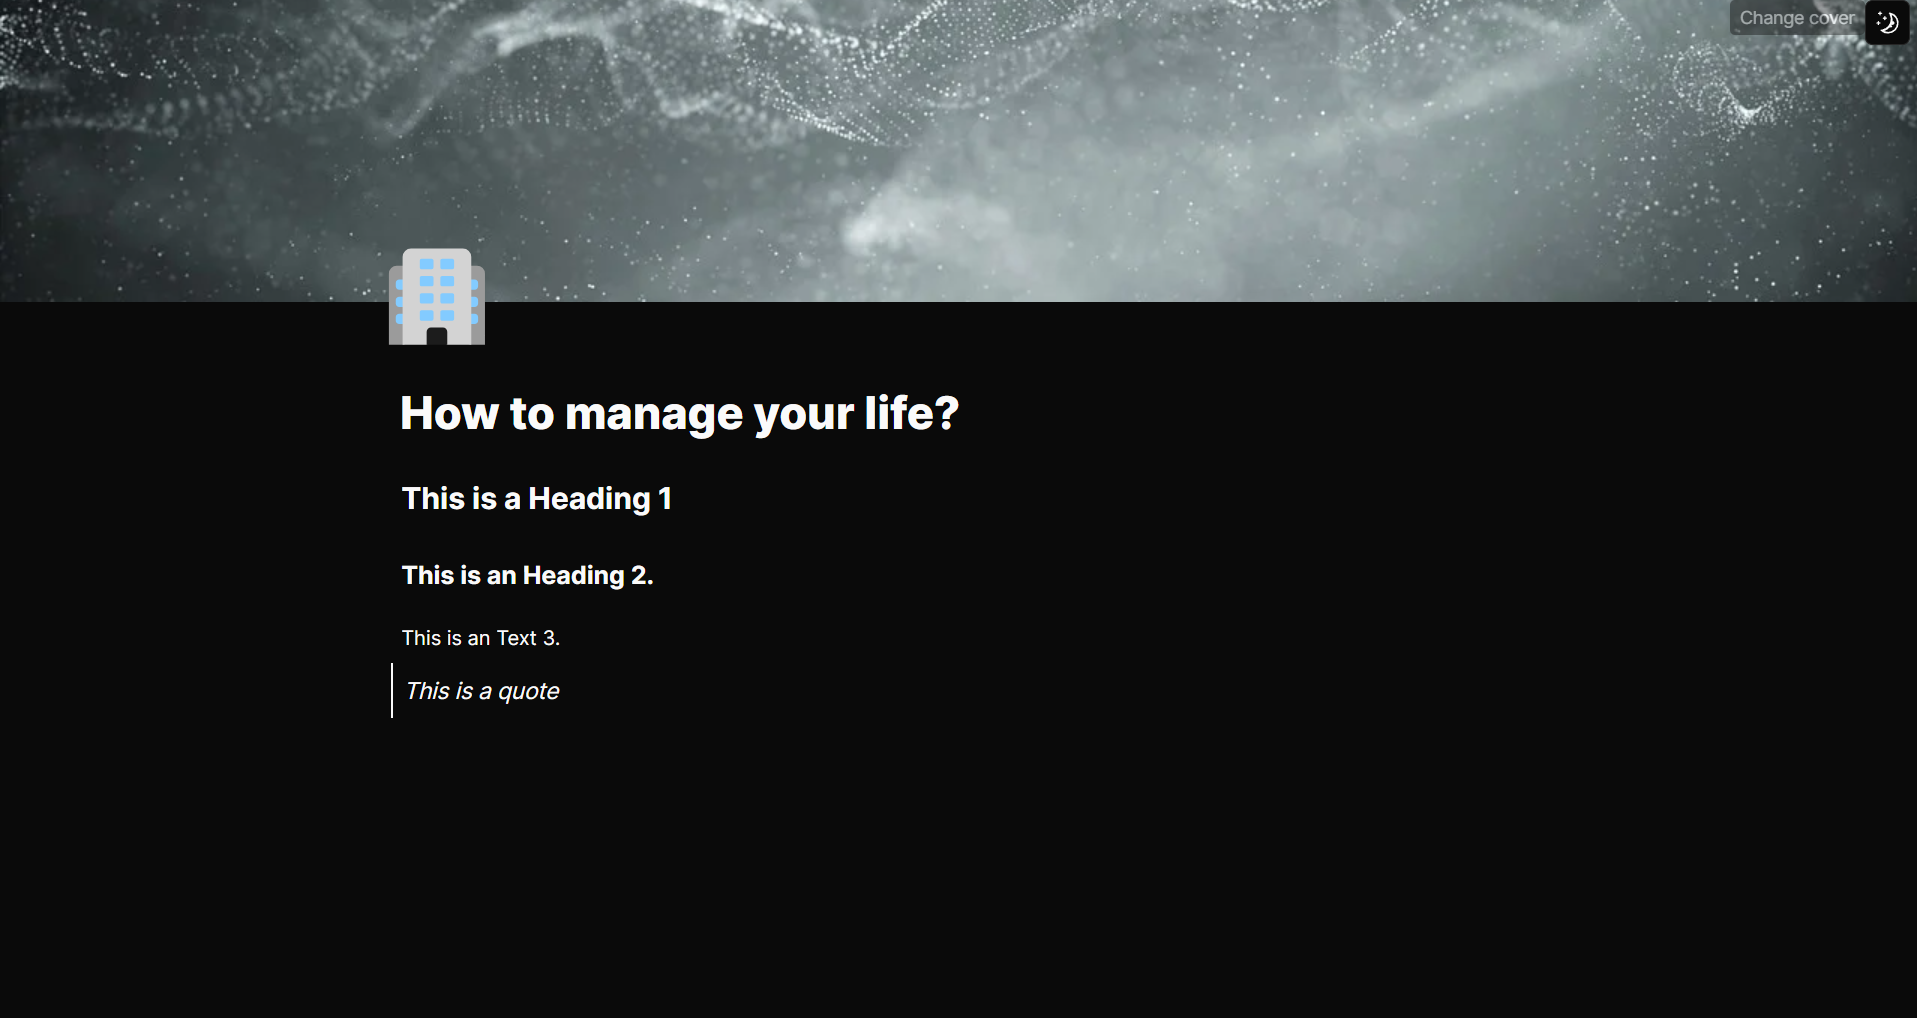 Change cover
How to manage your life?
This is a Heading 1
This is an Heading 2.
This is an Text 3.
This is a quote